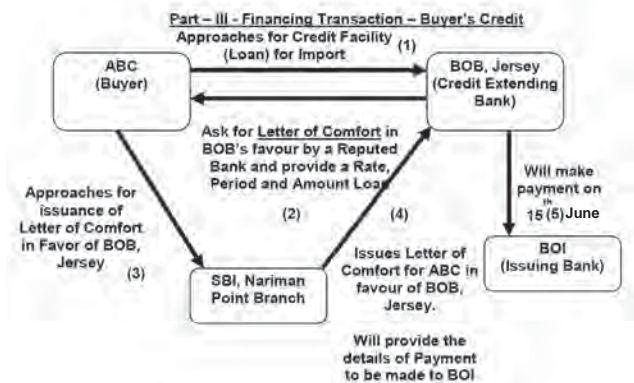 Part – III - Financing Transaction – Buyer's Credit
Approaches for Credit Facility
(Loan) for Import
(1)
ABC
(Buyer)
BOB, Jersey
(Credit Extending
Bank)
Ask for Letter of Comfort in
BOB's favour by a Reputed
Bank and provide a Rate,
Period and Amount Loan
(2)
(4)
Approaches for
issuance of
Letter of Comfort
in Favor of BOB,
Jersey
(3)
Will make
payment on
th
15 (5) June
BOI
(Issuing Bank)
SBI, Nariman
Point Branch
Issues Letter of
Comfort for ABC in
favour of BOB,
Jersey.
Will provide the
details of Payment
to be made to BOI